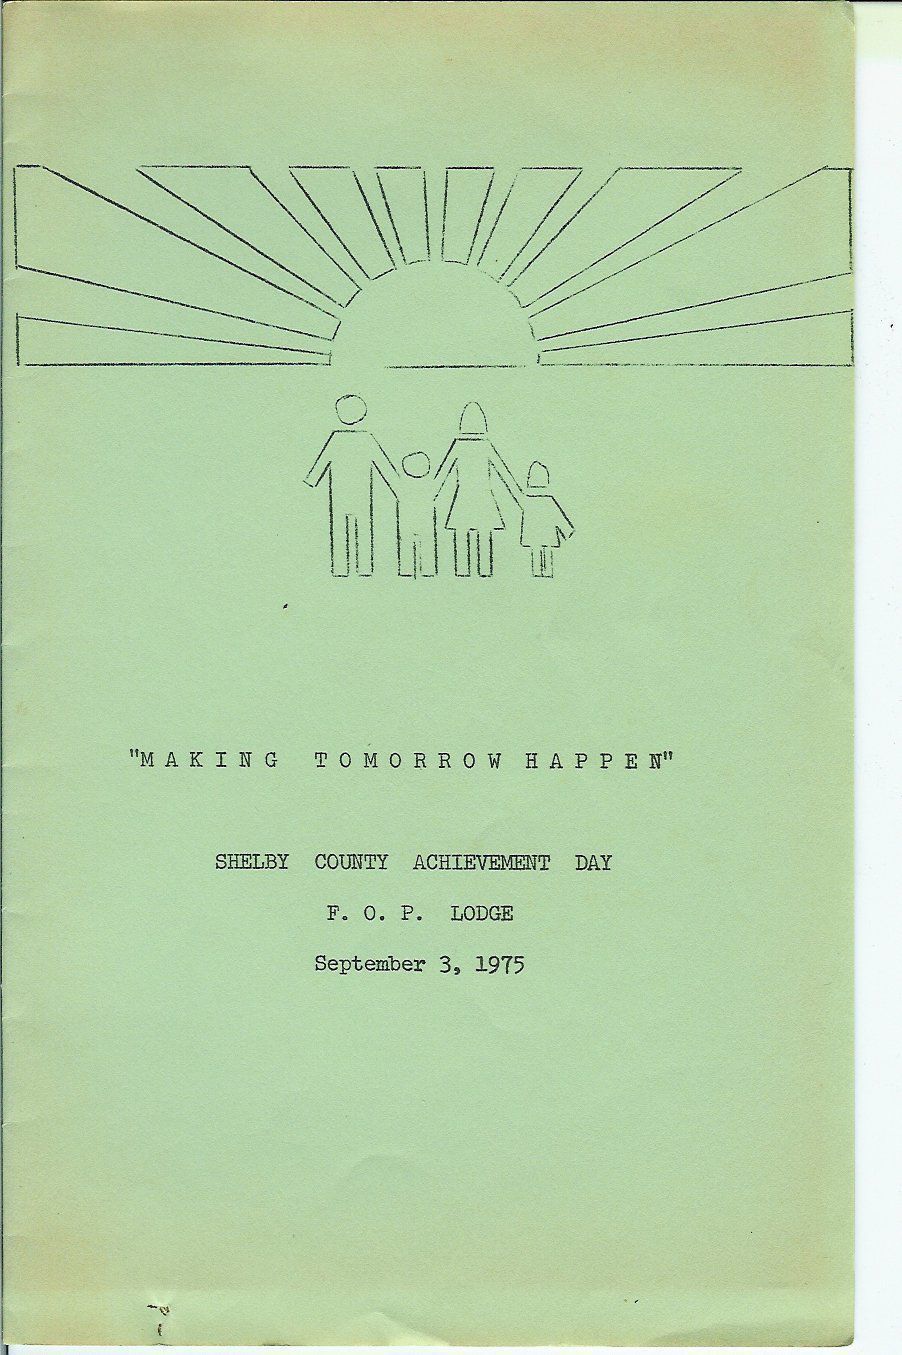 "MAKING TOMORROW HAPPEN"
SHELBY COUNTY ACHIEVEMENT DAY
F. O. P. LODGE
September 3, 1975